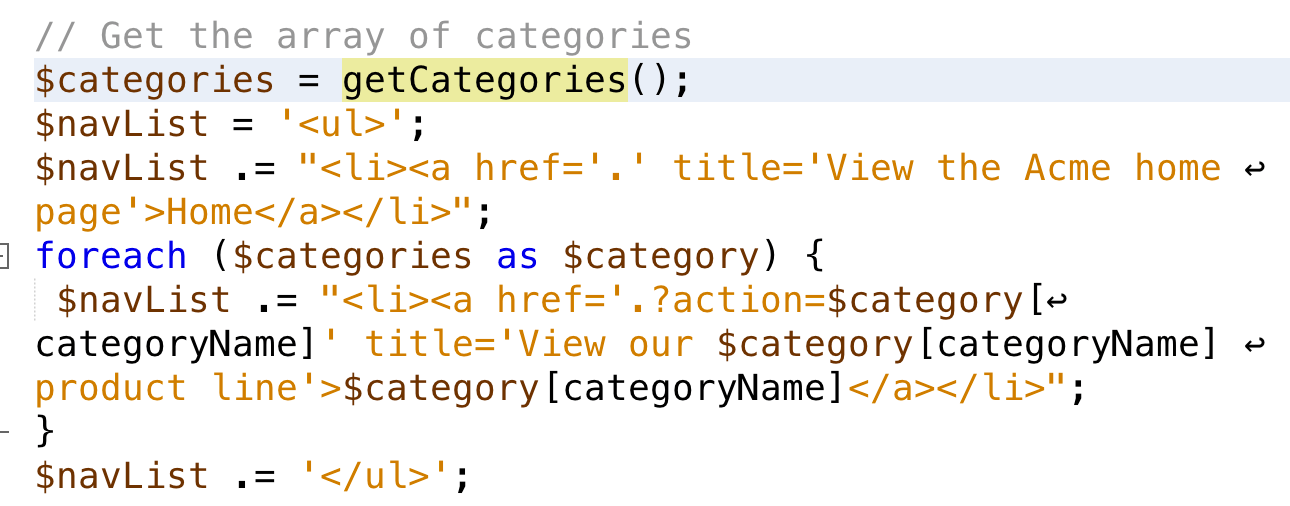 // Get the array of categories
$categories = getCategories();
$navList = '<ul>';
$navList .= "<li><a href='.' title='View the Acme home ↩
page'>Home</a></li>";
foreach ($categories as $category) {
 $navList .= "<li><a href='.?action=$category[↩
categoryName]' title='View our $category[categoryName] ↩
product line'>$category[categoryName]</a></li>";
}
$navList .= '</ul>';